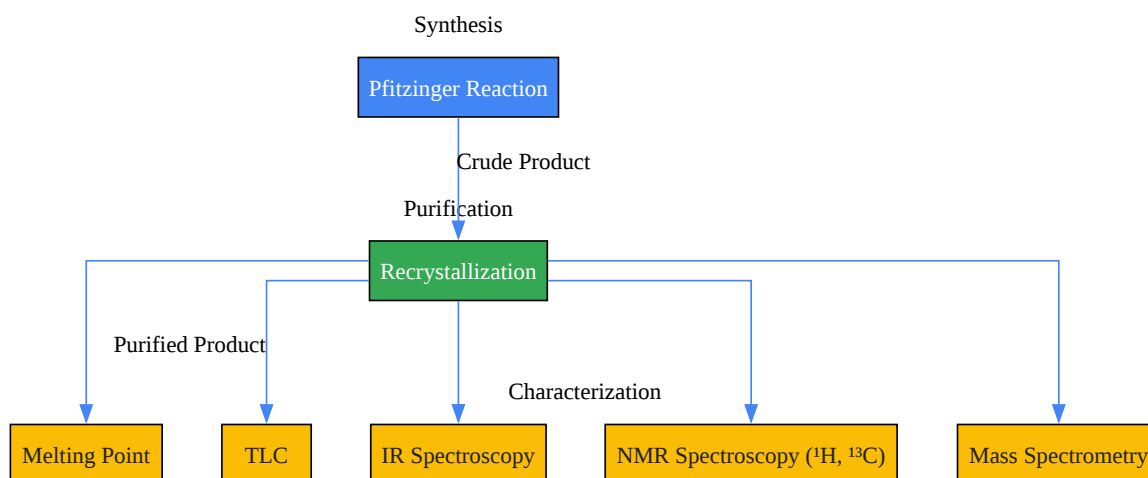 Synthesis
Pfitzinger Reaction
Crude Product
Purification
Recrystallization
Purified Product
Characterization
Melting Point
TLC
IR Spectroscopy
NMR Spectroscopy (¹H, ¹³C)
Mass Spectrometry